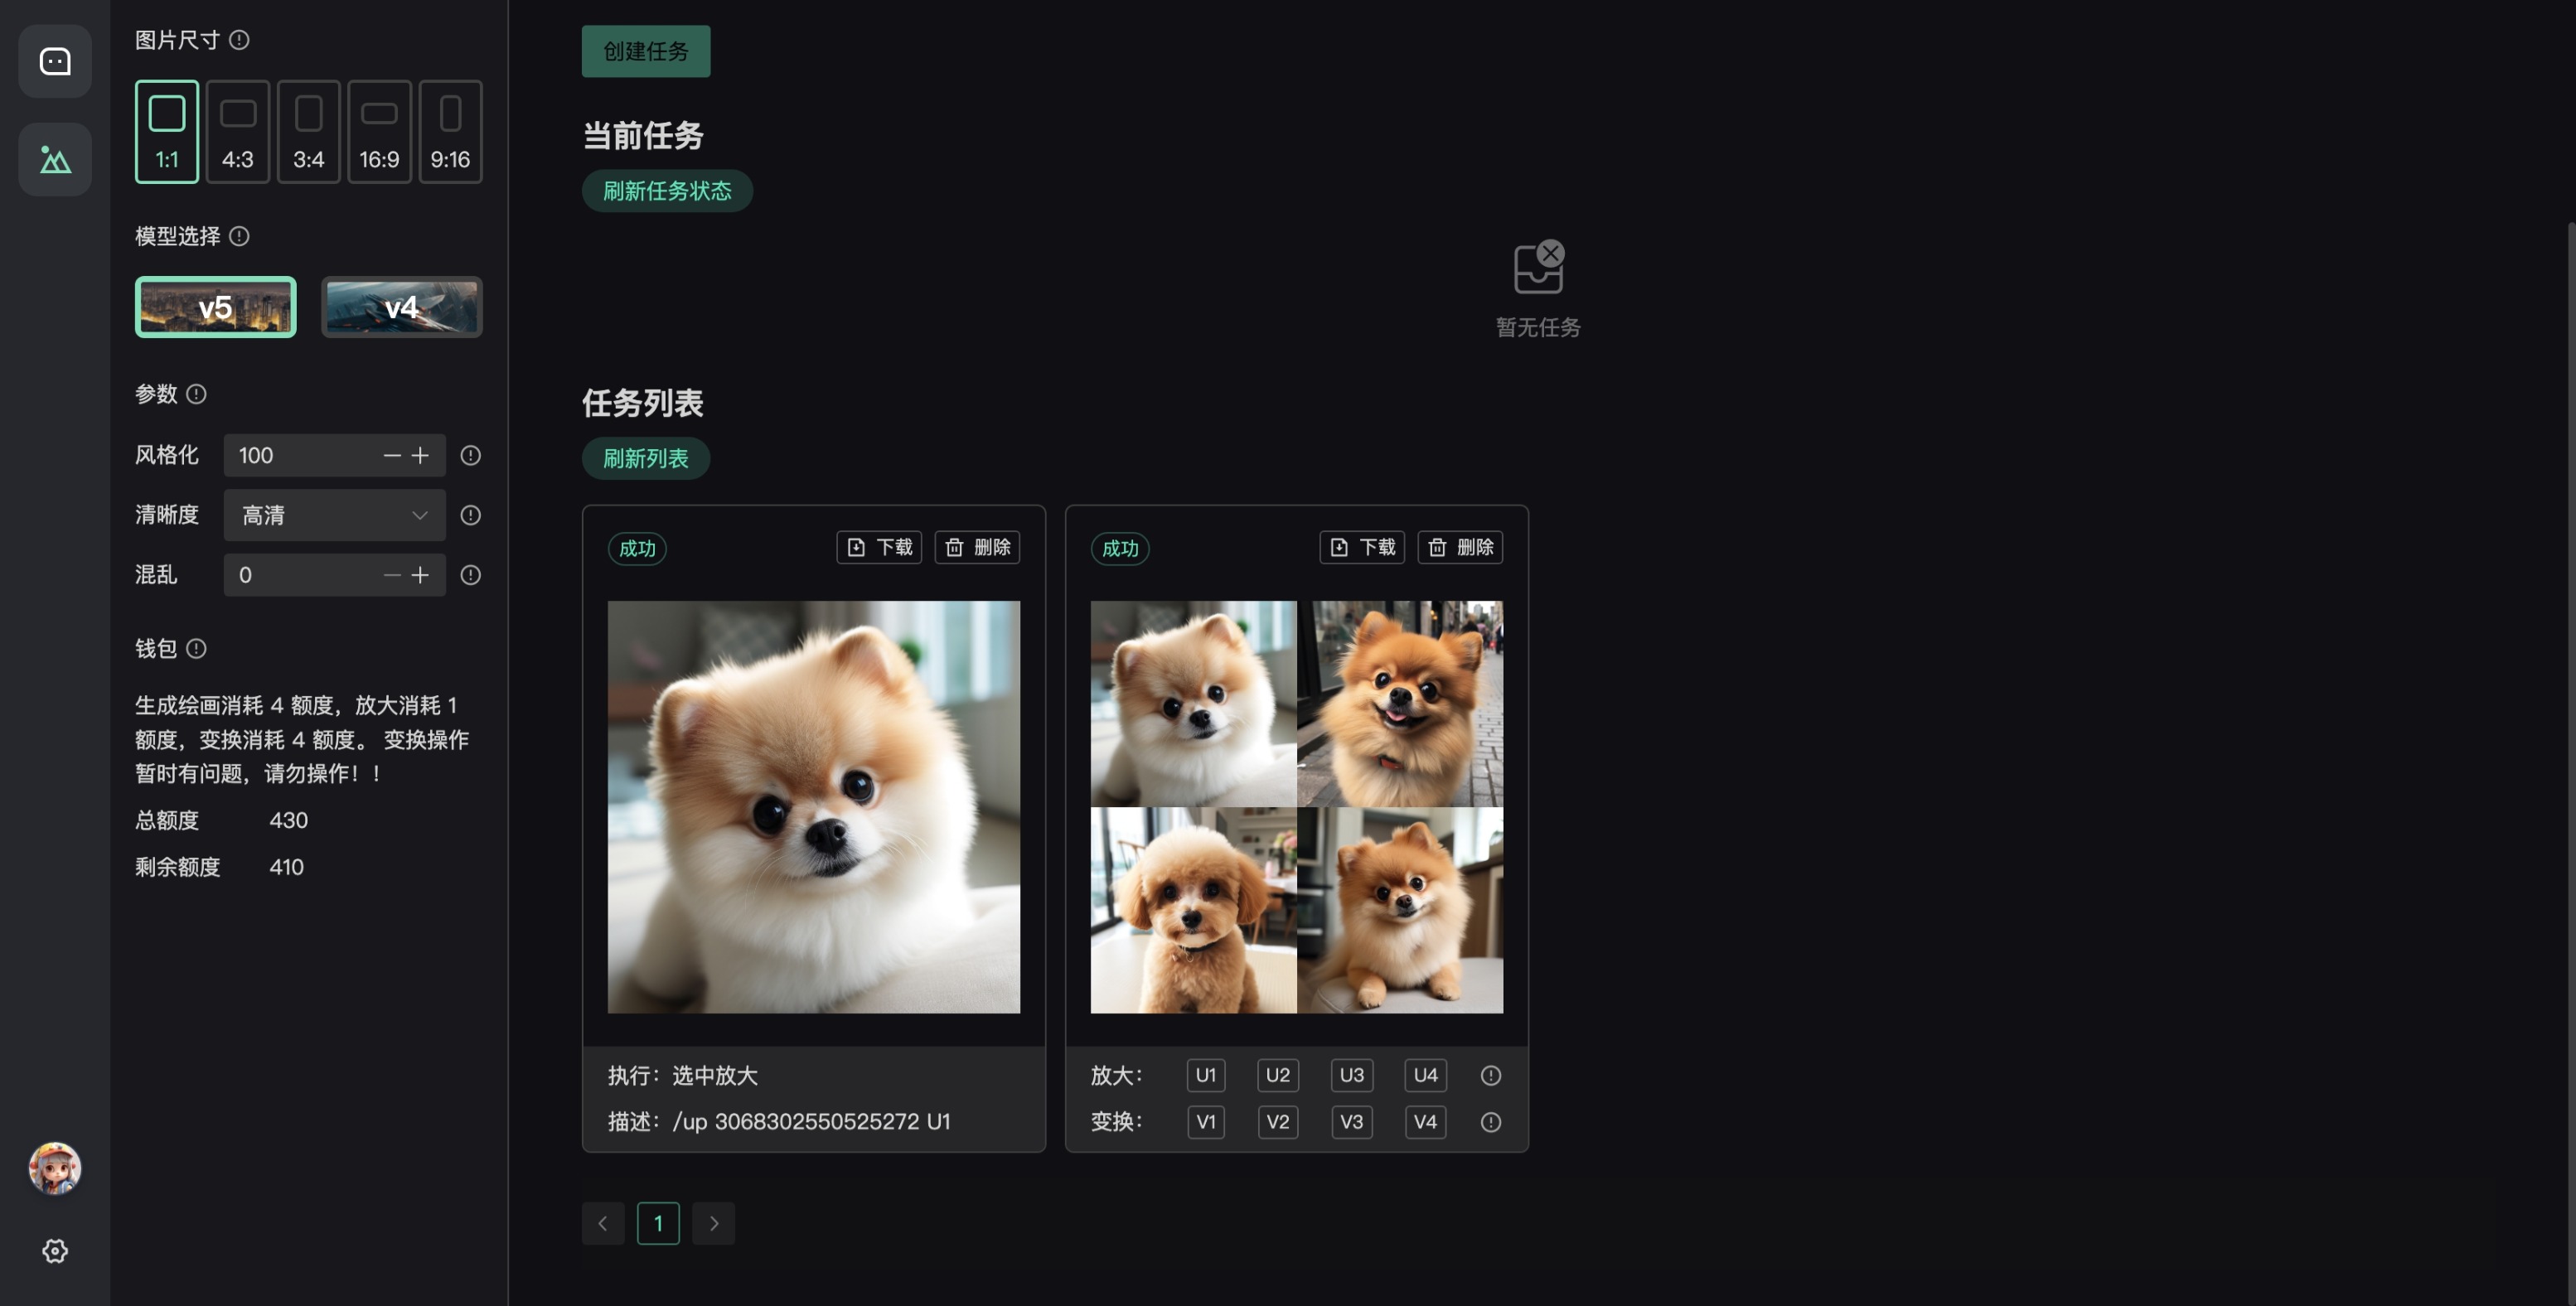 图片尺寸
1:1
4:3
3:4
16:9
9:16
模型选择
v5
v4
参数
风格化 100
清晰度 高清
混乱 0
钱包
生成绘画消耗 4 额度，放大消耗 1
额度，变换消耗 4 额度。 变换操作
暂时有问题，请勿操作！！
总额度 430
剩余额度 410
创建任务
当前任务
刷新任务状态
暂无任务
任务列表
刷新列表
成功 下载 删除
执行：选中放大
描述：/up 3068302550525272 U1
成功 下载 删除
放大： U1 U2 U3 U4
变换： V1 V2 V3 V4
1